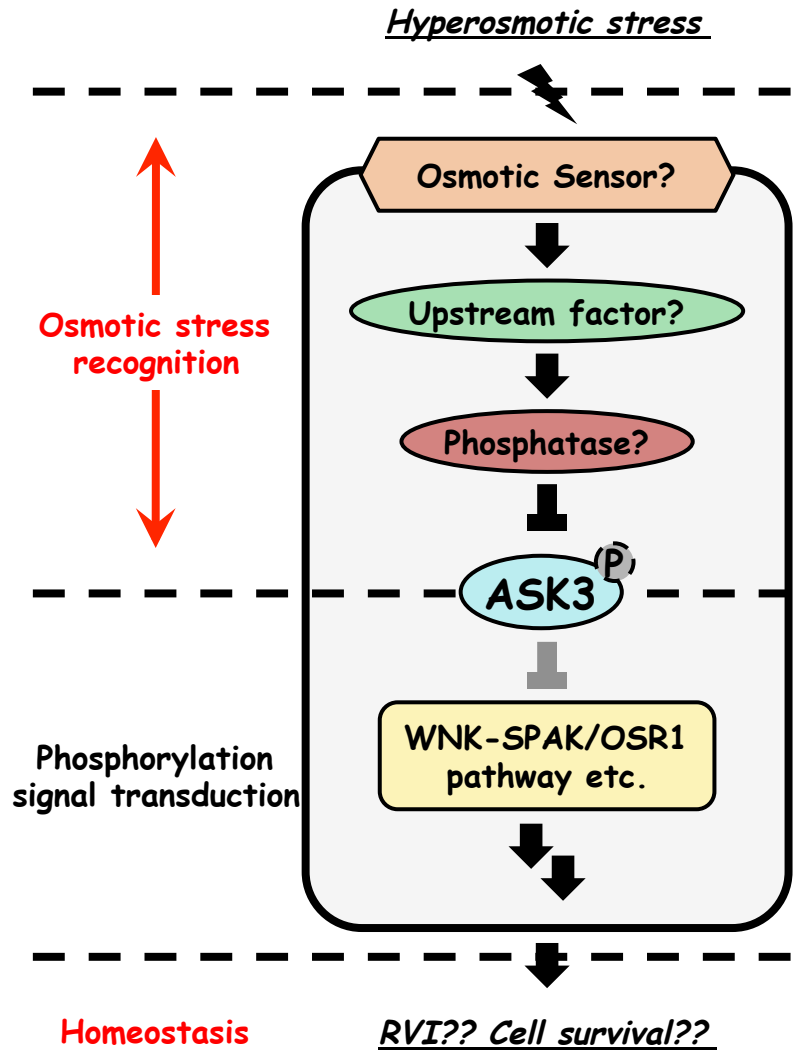 Hyperosmotic stress
Osmotic Sensor?
Upstream factor?
Osmotic stress
recognition
Phosphatase?
P
ASK3
WNK-SPAK/OSR1
pathway etc.
Phosphorylation
signal transduction
Homeostasis
RVI?? Cell survival??